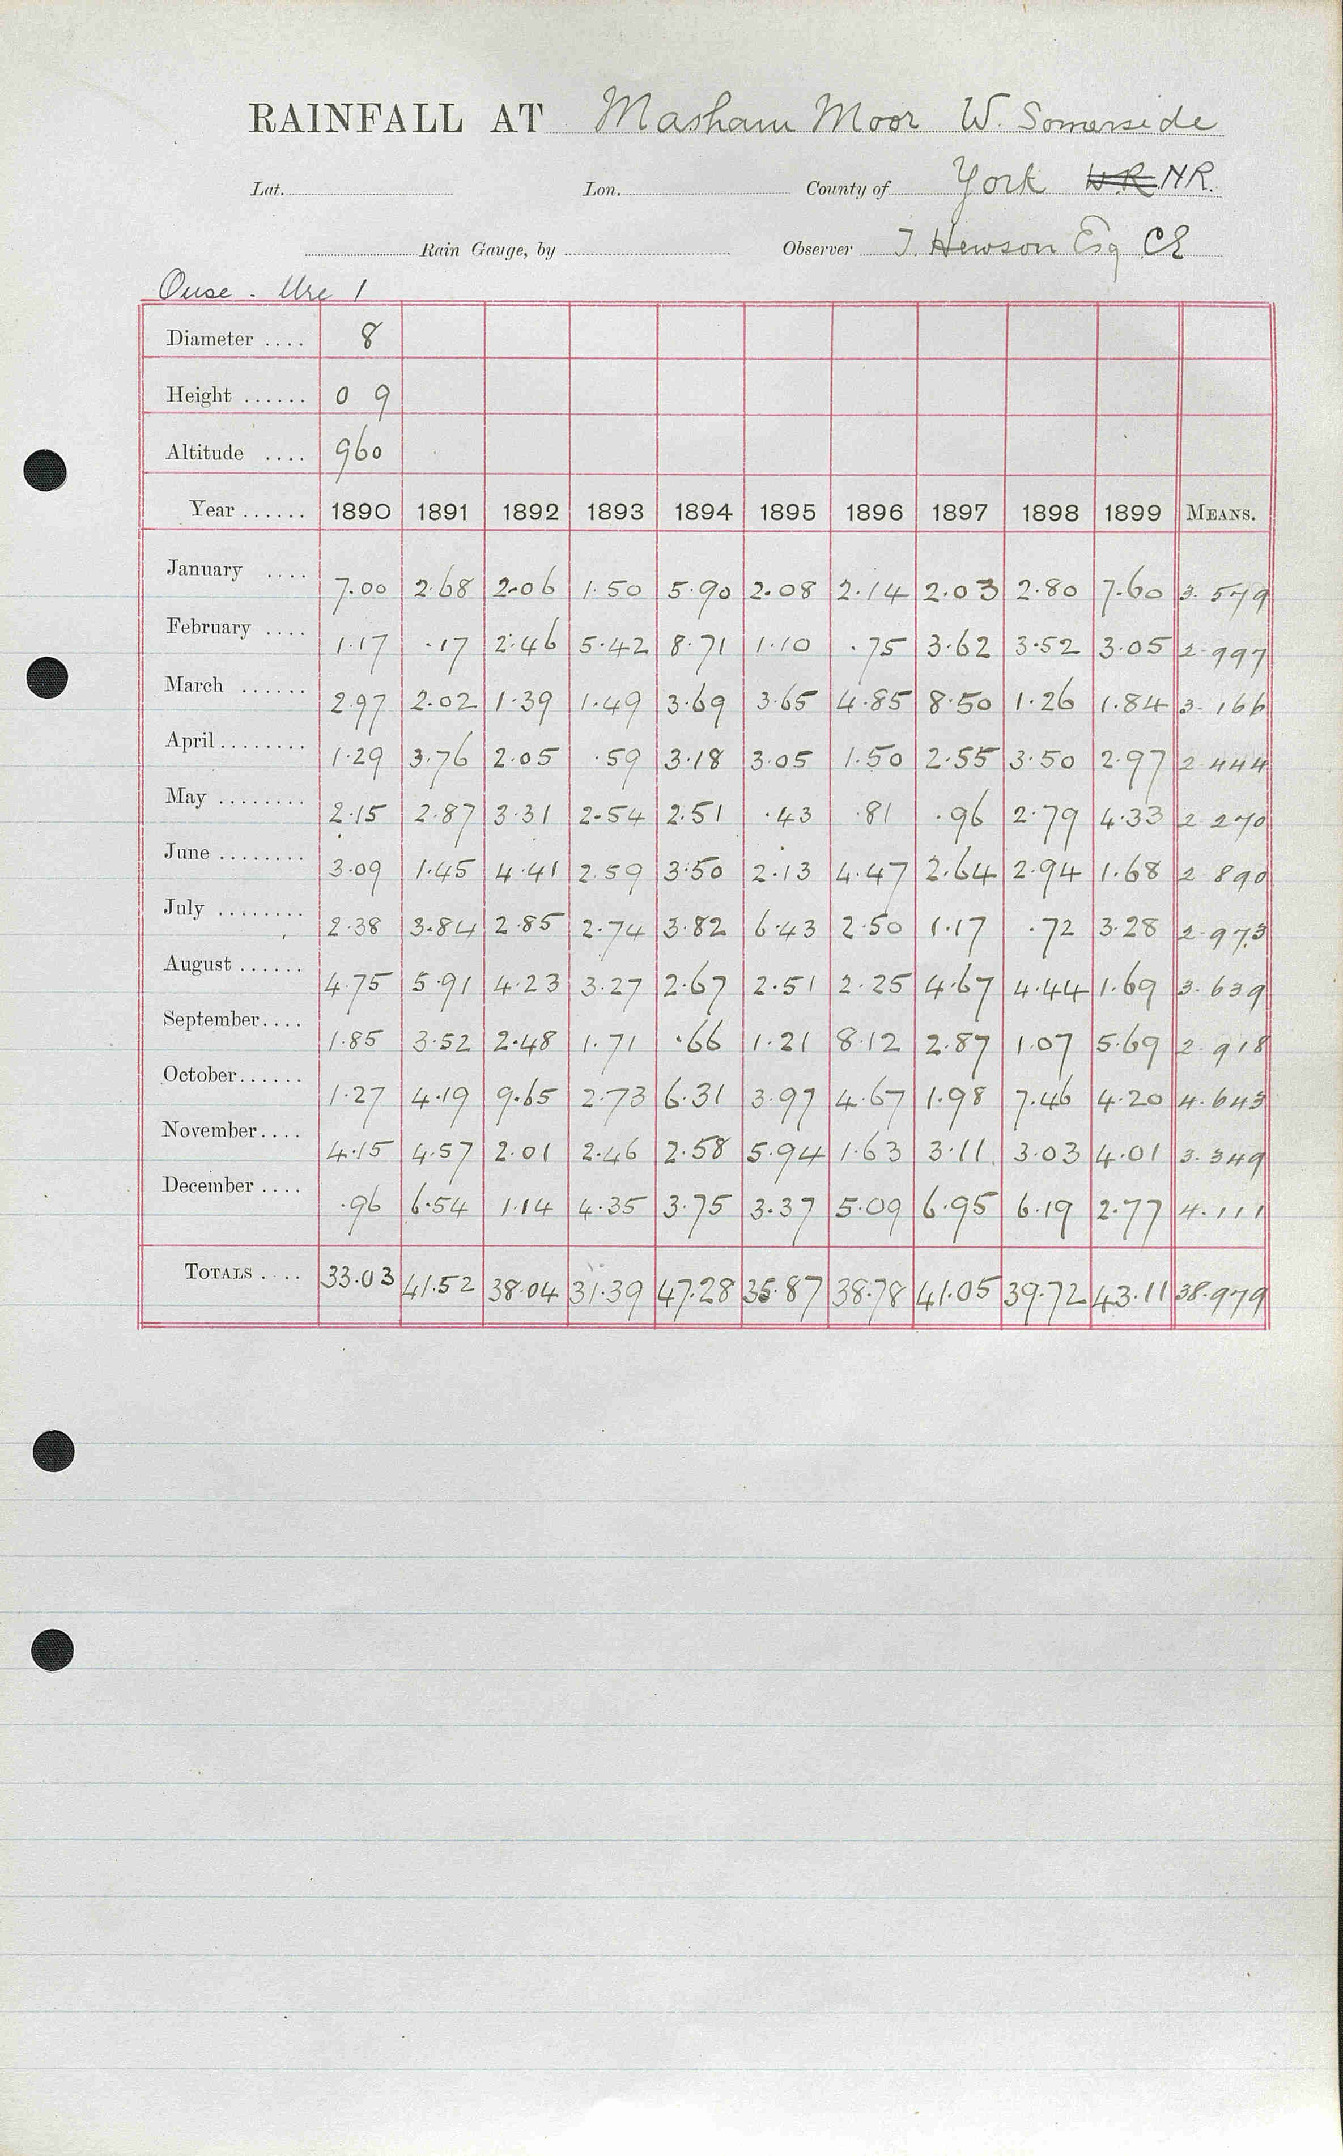 RAINFALL AT Masham Moor W. Somerside
Lat. Lon. County of York W.R. N.R.
Rain Gauge, by Observer T. Hewson Esq CE
Ouse. Ure 1
Diameter .... 8
Height ...... 0 9
Altitude .... 960
Year ...... 1890 1891 1892 1893 1894 1895 1896 1897 1898 1899 MEANS.
January .... 7.00 2.68 2.06 1.50 5.90 2.08 2.14 2.03 2.80 7.60 3.579
February .... 1.17 .17 2.46 5.42 8.71 1.10 .75 3.62 3.52 3.05 2.997
March ...... 2.97 2.02 1.39 1.49 3.69 3.65 4.85 8.50 1.26 1.84 3.166
April ........ 1.29 3.76 2.05 .59 3.18 3.05 1.50 2.55 3.50 2.97 2.444
May ........ 2.15 2.87 3.31 2.54 2.51 .43 .81 .96 2.79 4.33 2.270
June ........ 3.09 1.45 4.41 2.59 3.50 2.13 4.47 2.64 2.94 1.68 2.890
July ........ 2.38 3.84 2.85 2.74 3.82 6.43 2.50 1.17 .72 3.28 2.973
August ...... 4.75 5.91 4.23 3.27 2.67 2.51 2.25 4.67 4.44 1.69 3.639
September.... 1.85 3.52 2.48 1.71 .66 1.21 8.12 2.87 1.07 5.69 2.918
October...... 1.27 4.19 9.65 2.73 6.31 3.97 4.67 1.98 7.46 4.20 4.643
November.... 4.15 4.57 2.01 2.46 2.58 5.94 1.63 3.11 3.03 4.01 3.349
December .... .96 6.54 1.14 4.35 3.75 3.37 5.09 6.95 6.19 2.77 4.111
TOTALS .... 33.03 41.52 38.04 31.39 47.28 35.87 38.78 41.05 39.72 43.11 38.979